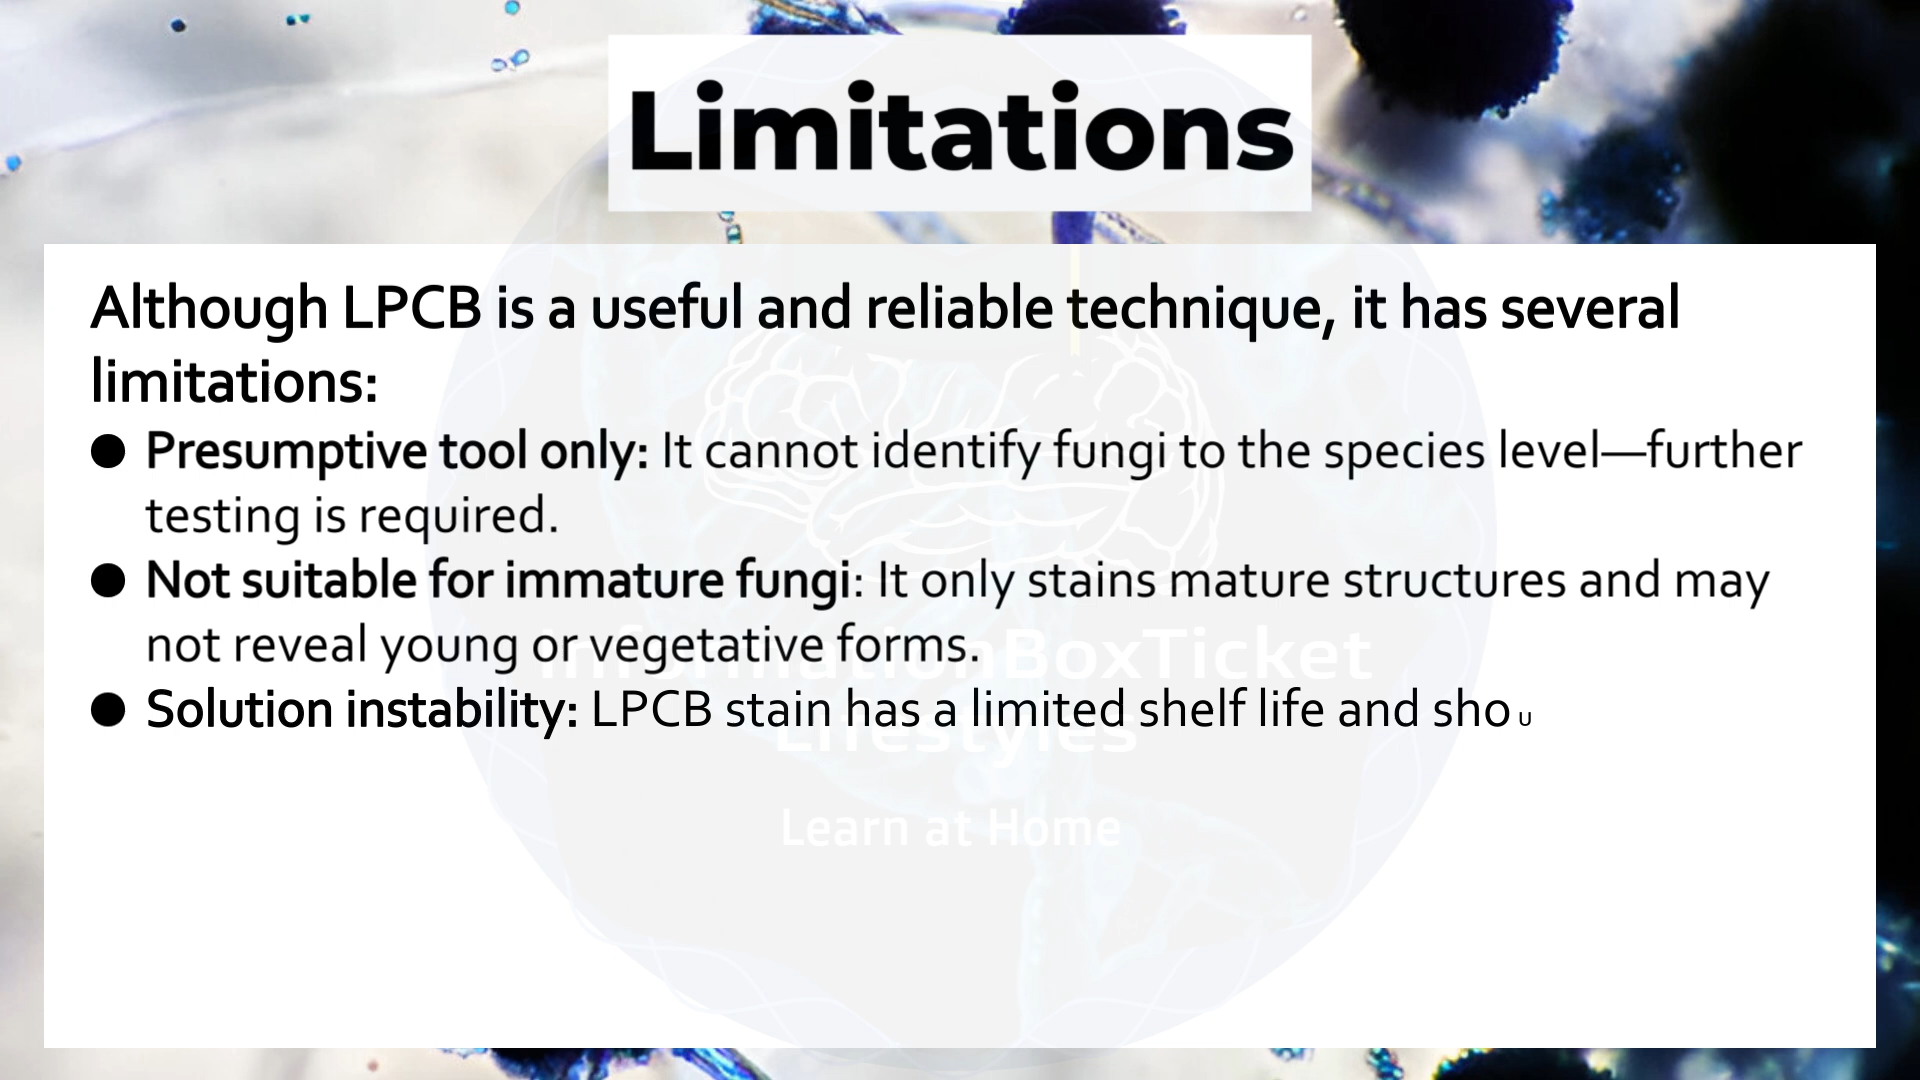 Limitations
Although LPCB is a useful and reliable technique, it has several
limitations:
● Presumptive tool only: It cannot identify fungi to the species level—further
testing is required.
● Not suitable for immature fungi: It only stains mature structures and may
not reveal young or vegetative forms.
InformationBoxTicket
● Solution instability: LPCB stain has a limited shelf life and shou
Lifestyles
Learn at Home